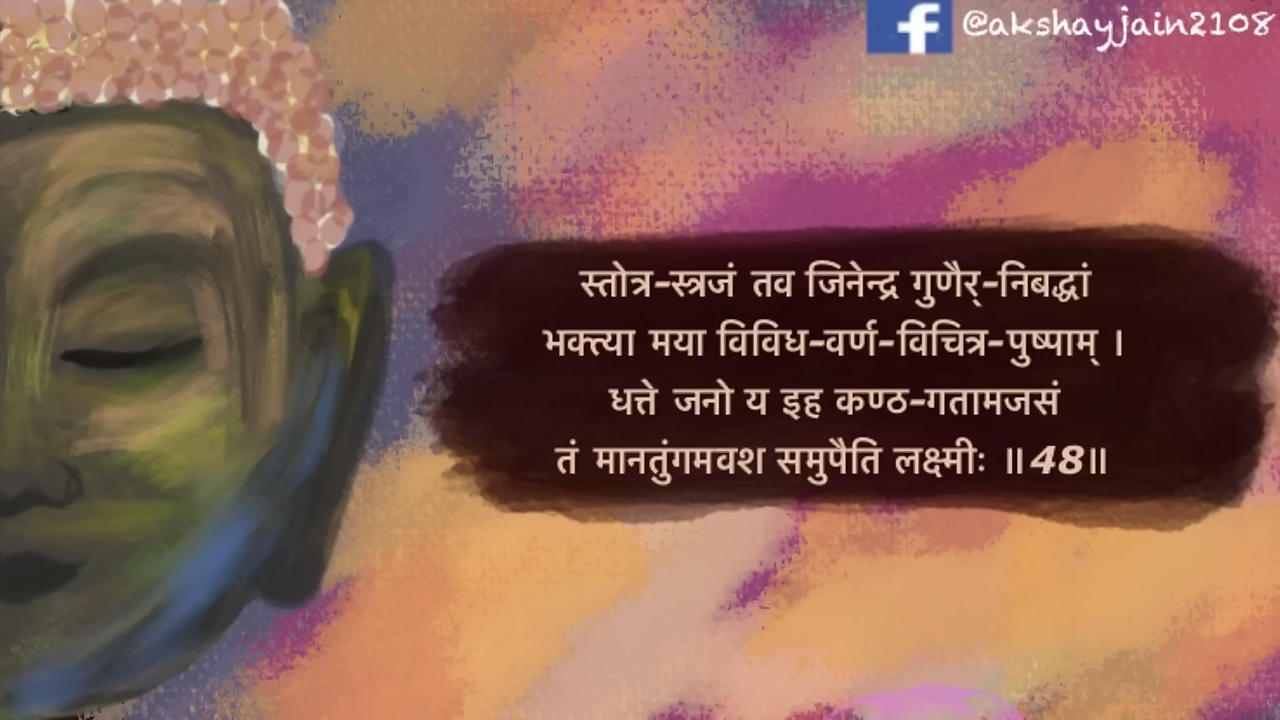 @akshayjain2108
स्तोत्र-स्त्रजं तव जिनेन्द्र गुणैर्-निबद्धां
भक्त्या मया विविध-वर्ण-विचित्र-पुष्पाम् ।
धत्ते जनो य इह कण्ठ-गतामजसं
तं मानतुंगमवश समुपैति लक्ष्मीः ॥48॥